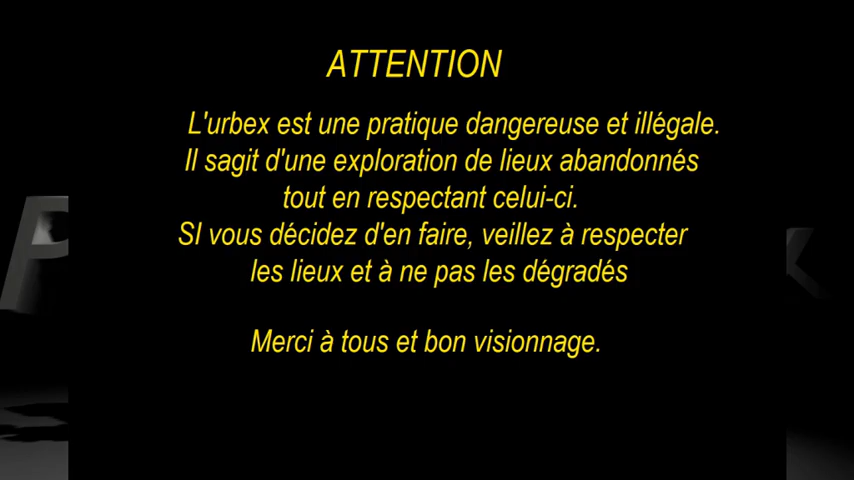 ATTENTION
L'urbex est une pratique dangereuse et illégale.
Il sagit d'une exploration de lieux abandonnés
tout en respectant celui-ci.
SI vous décidez d'en faire, veillez à respecter
les lieux et à ne pas les dégradés
Merci à tous et bon visionnage.